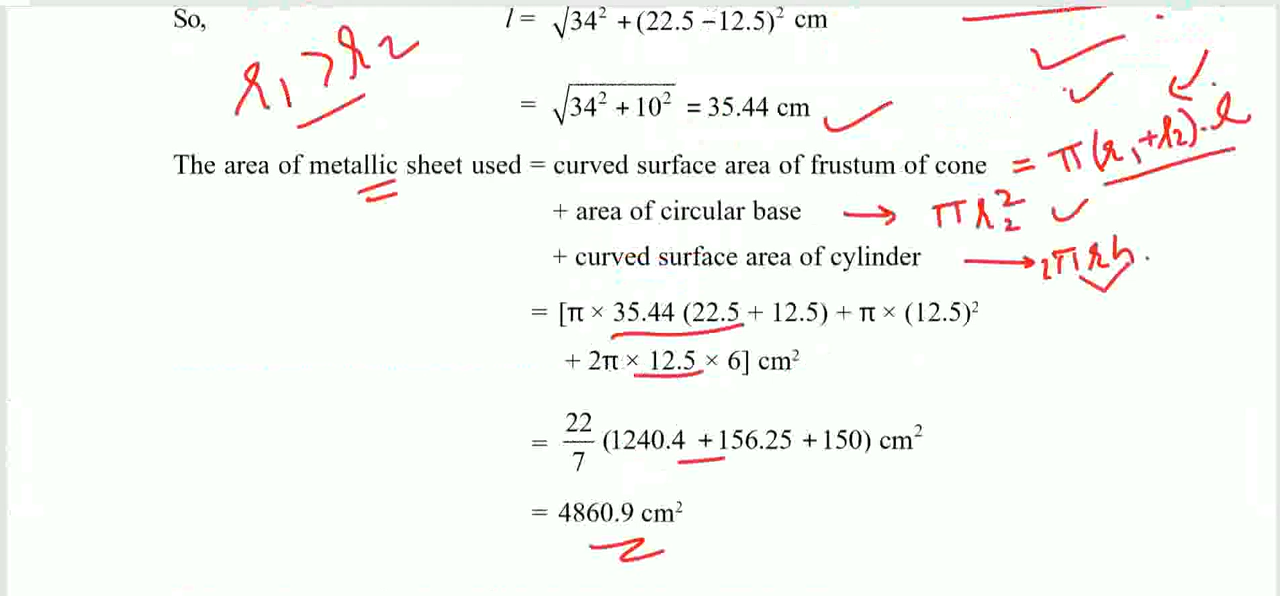 So, l = √34² + (22.5 – 12.5)² cm
r₁ > r₂
= √34² + 10² = 35.44 cm
The area of metallic sheet used = curved surface area of frustum of cone = π(r₁+r₂).l
+ area of circular base → πr₂²
+ curved surface area of cylinder → 2πrh.
= [π × 35.44 (22.5 + 12.5) + π × (12.5)²
+ 2π × 12.5 × 6] cm²
= 22/7 (1240.4 + 156.25 + 150) cm²
= 4860.9 cm²